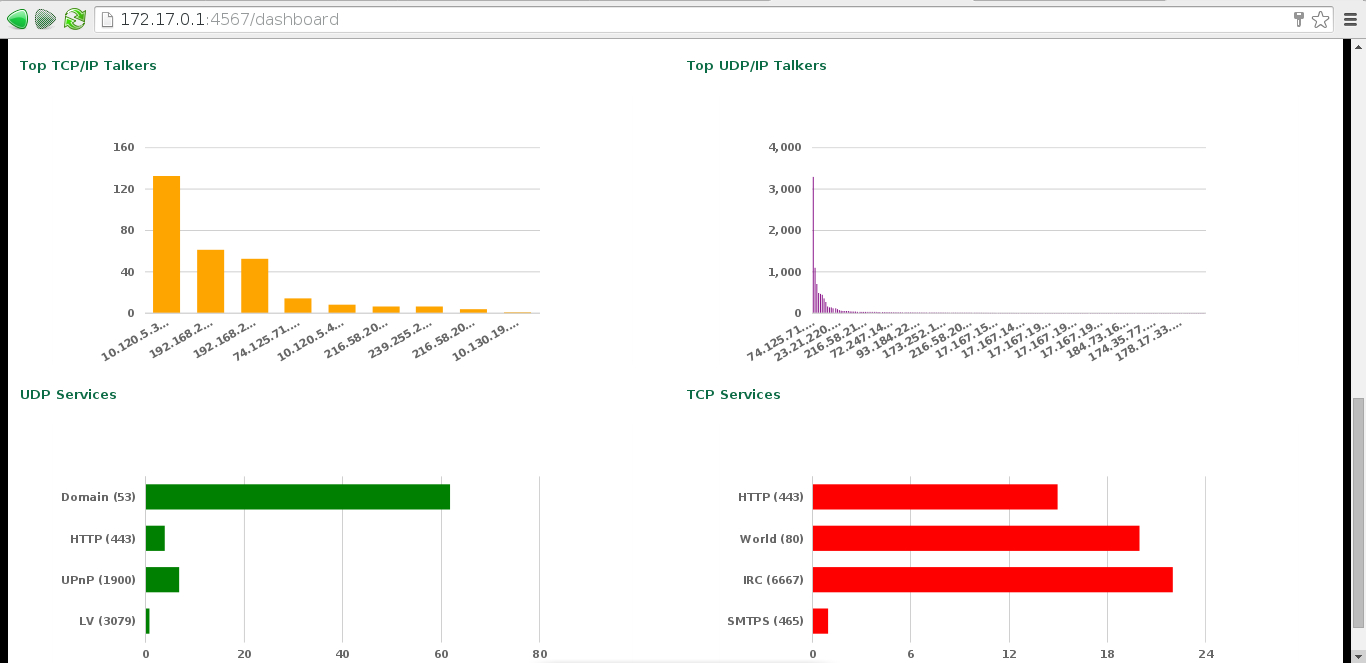 172.17.0.1:4567/dashboard
Top TCP/IP Talkers
160
120
80
40
0
10.120.5.3...
192.168.2...
192.168.2...
74.125.71....
10.120.5.4...
216.58.20...
239.255.2...
216.58.20...
10.130.19....
Top UDP/IP Talkers
4,000
3,000
2,000
1,000
0
74.125.71....
23.21.220....
216.58.21...
72.247.14...
93.184.22...
173.252.1...
216.58.20...
17.167.15...
17.167.14...
17.167.19...
17.167.19...
17.167.19...
184.73.16...
174.35.77....
178.17.33....
UDP Services
Domain (53)
HTTP (443)
UPnP (1900)
LV (3079)
0 20 40 60 80
TCP Services
HTTP (443)
World (80)
IRC (6667)
SMTPS (465)
0 6 12 18 24